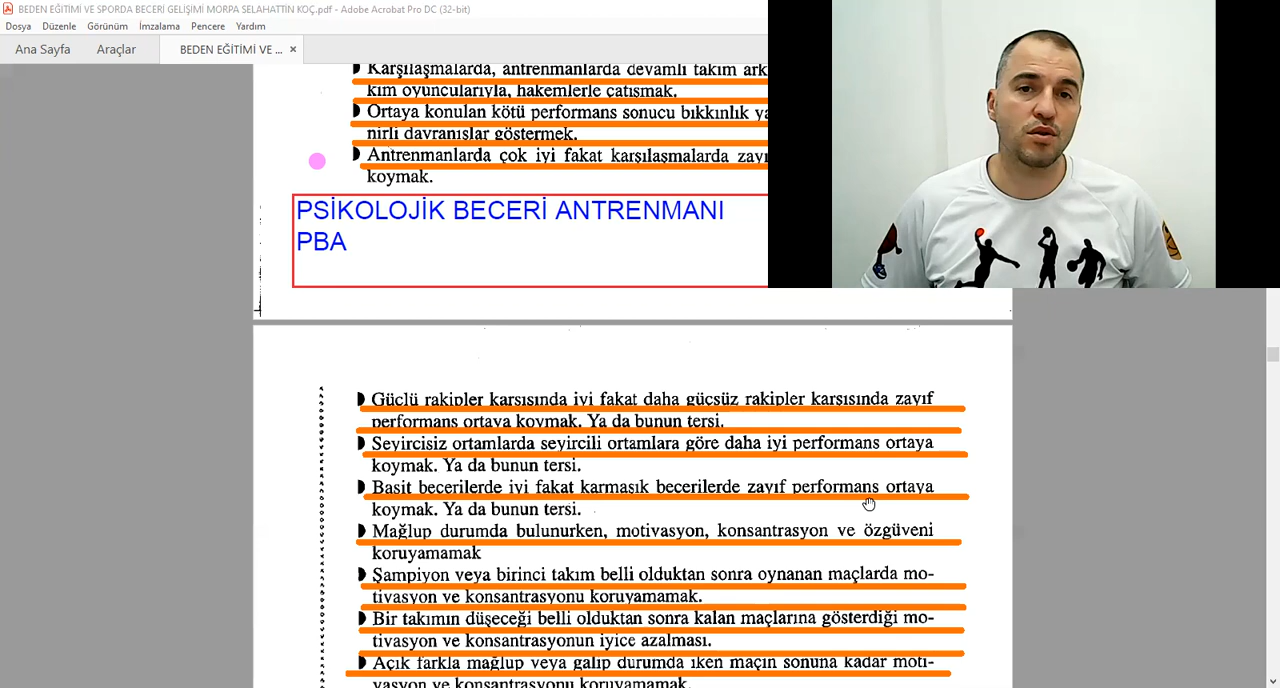 BEDEN EĞİTİMİ VE SPORDA BECERİ GELİŞİMİ MORPA SELAHATTIN KOÇ.pdf - Adobe Acrobat Pro DC (32-bit)
Dosya Düzenle Görünüm İmzalama Pencere Yardım
Ana Sayfa Araçlar BEDEN EĞİTİMİ VE ... ×
Karşılaşmalarda, antrenmanlarda devamlı takım ark
kım oyuncularıyla, hakemlerle çatışmak.
Ortaya konulan kötü performans sonucu bıkkınlık ya
nirli davranışlar göstermek.
Antrenmanlarda çok iyi fakat karşılaşmalarda zayı
koymak.
PSİKOLOJİK BECERİ ANTRENMANI
PBA
Güçlü rakipler karşısında iyi fakat daha güçsüz rakipler karşısında zayıf
performans ortaya koymak. Ya da bunun tersi.
Seyircisiz ortamlarda seyircili ortamlara göre daha iyi performans ortaya
koymak. Ya da bunun tersi.
Basit becerilerde iyi fakat karmaşık becerilerde zayıf performans ortaya
koymak. Ya da bunun tersi.
Mağlup durumda bulunurken, motivasyon, konsantrasyon ve özgüveni
koruyamamak
Şampiyon veya birinci takım belli olduktan sonra oynanan maçlarda mo-
tivasyon ve konsantrasyonu koruyamamak.
Bir takımın düşeceği belli olduktan sonra kalan maçlarına gösterdiği mo-
tivasyon ve konsantrasyonun iyice azalması.
Açık farkla mağlup veya galip durumda iken maçın sonuna kadar moti-
vasyon ve konsantrasyonu koruyamamak.